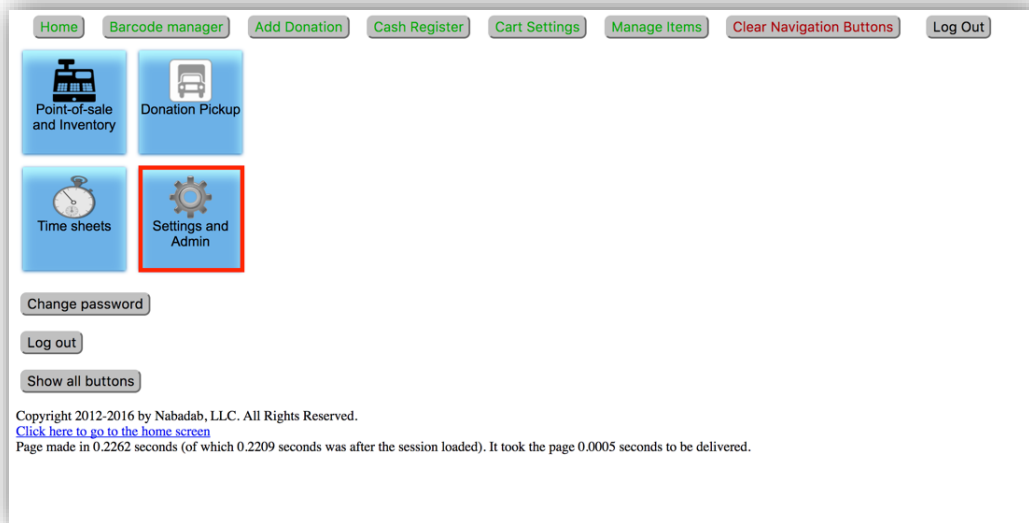 Home Barcode manager Add Donation Cash Register Cart Settings Manage Items Clear Navigation Buttons Log Out
Point-of-sale
and Inventory
Donation Pickup
Time sheets
Settings and
Admin
Change password
Log out
Show all buttons
Copyright 2012-2016 by Nabadab, LLC. All Rights Reserved.
Click here to go to the home screen
Page made in 0.2262 seconds (of which 0.2209 seconds was after the session loaded). It took the page 0.0005 seconds to be delivered.